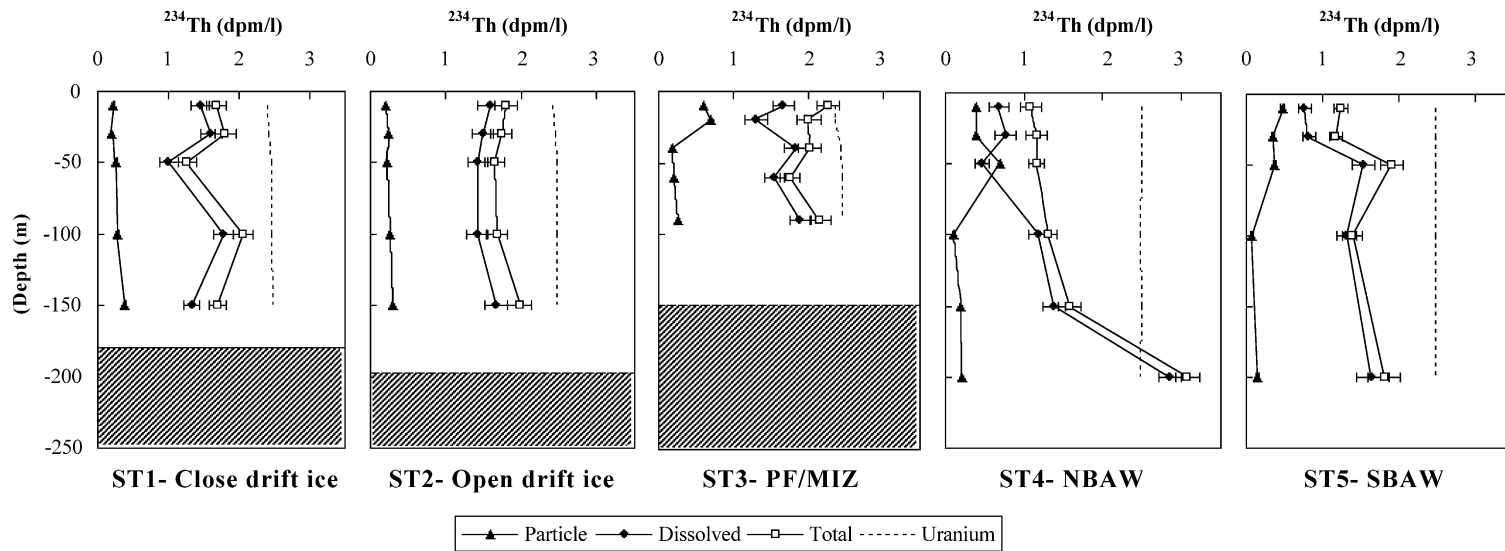 ²³⁴Th (dpm/l) ²³⁴Th (dpm/l) ²³⁴Th (dpm/l) ²³⁴Th (dpm/l) ²³⁴Th (dpm/l)
0 1 2 3 0 1 2 3 0 1 2 3 0 1 2 3 0 1 2 3
0
-50
-100
-150
-200
-250
(Depth (m)
ST1- Close drift ice ST2- Open drift ice ST3- PF/MIZ ST4- NBAW ST5- SBAW
Particle Dissolved Total Uranium